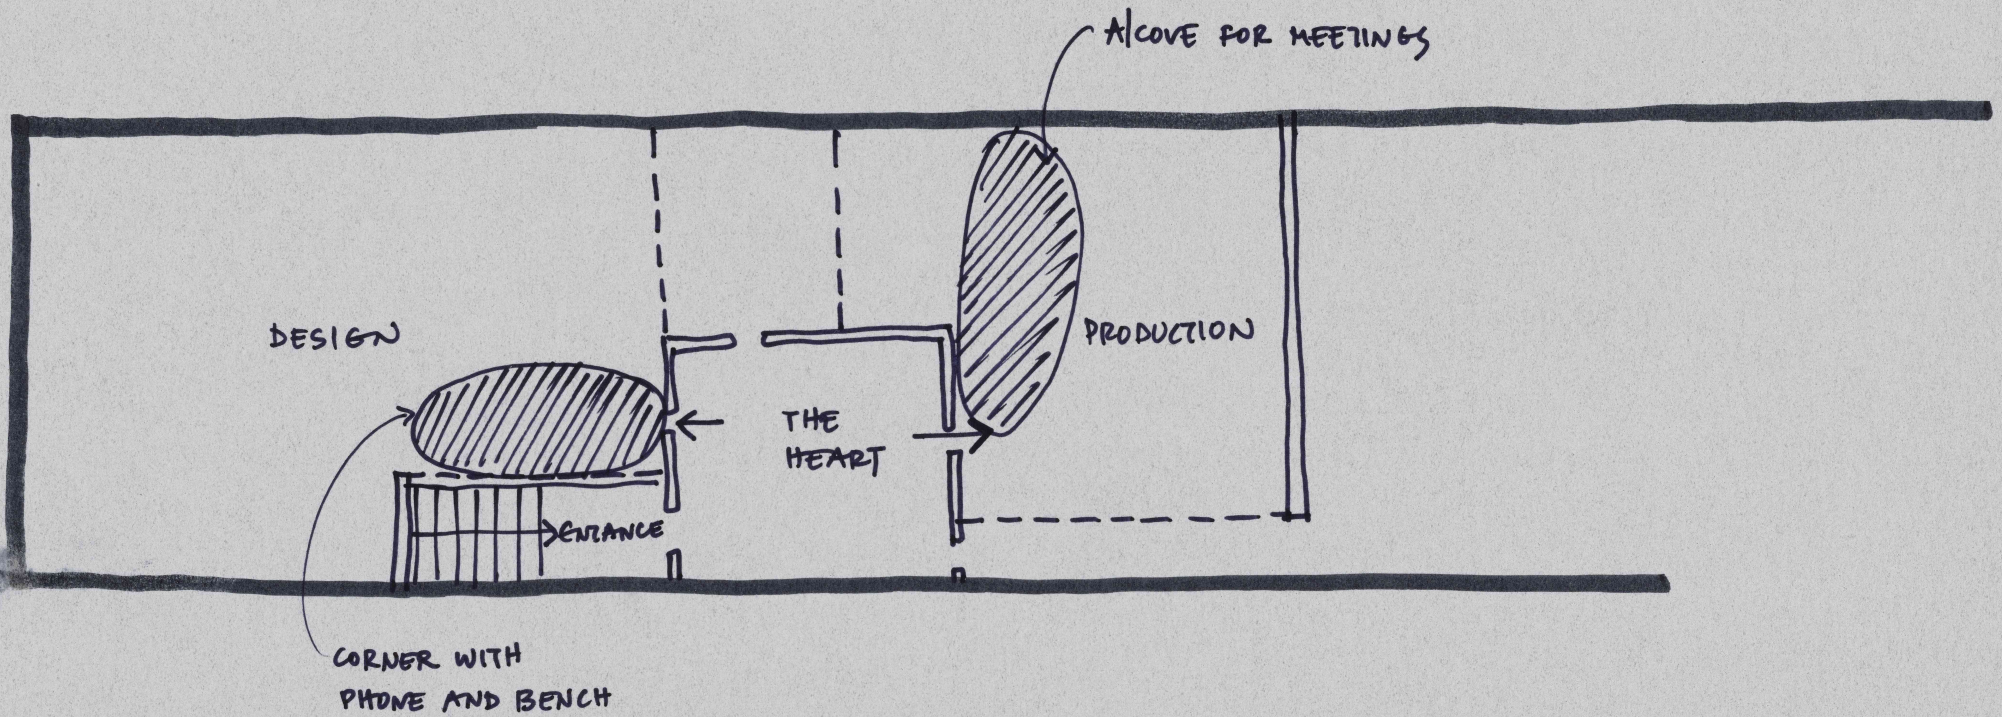 ALCOVE FOR MEETINGS
DESIGN
PRODUCTION
THE
HEART
ENTRANCE
CORNER WITH
PHONE AND BENCH